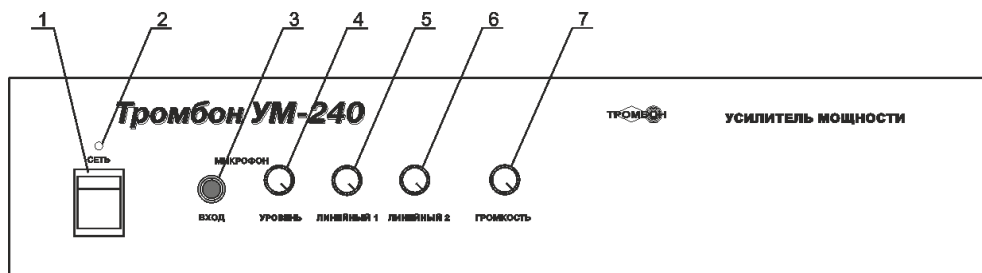 1 2 3 4 5 6 7
Тромбон УМ-240
ТРОМБОН
УСИЛИТЕЛЬ МОЩНОСТИ
СЕТЬ
МИКРОФОН
ВХОД УРОВЕНЬ ЛИНЕЙНЫЙ 1 ЛИНЕЙНЫЙ 2 ГРОМКОСТЬ